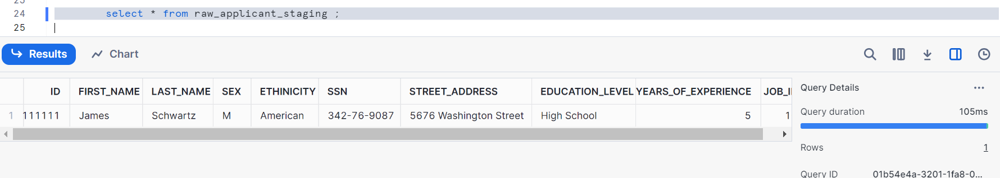 24 select * from raw_applicant_staging ;
25
Results Chart
ID FIRST_NAME LAST_NAME SEX ETHINICITY SSN STREET_ADDRESS EDUCATION_LEVEL YEARS_OF_EXPERIENCE
1 111111 James Schwartz M American 342-76-9087 5676 Washington Street High School 5 1
Query Details ...
Query duration 105ms
Rows 1
Query ID 01b54e4a-3201-1fa8-0...